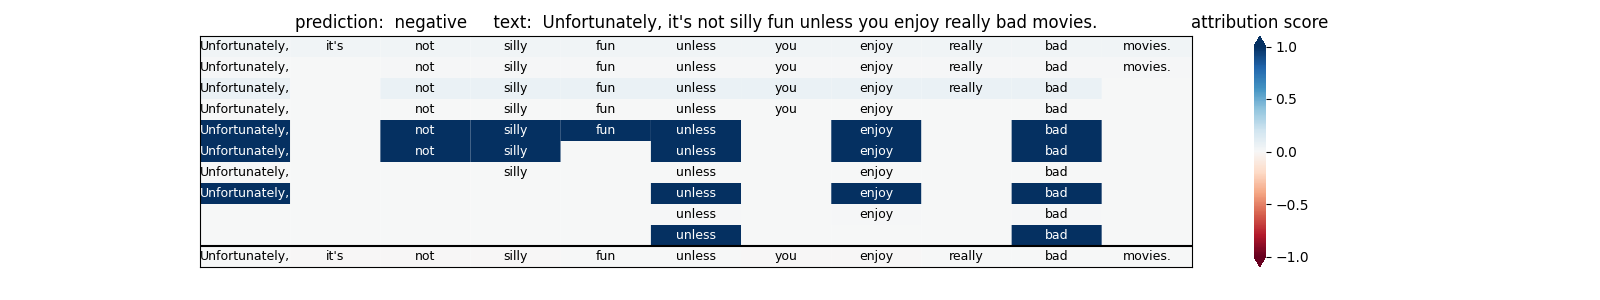 prediction: negative text: Unfortunately, it's not silly fun unless you enjoy really bad movies. attribution score
Unfortunately, it's not silly fun unless you enjoy really bad movies.
Unfortunately, not silly fun unless you enjoy really bad movies.
Unfortunately, not silly fun unless you enjoy really bad
Unfortunately, not silly fun unless you enjoy bad
Unfortunately, not silly fun unless enjoy bad
Unfortunately, not silly unless enjoy bad
Unfortunately, silly unless enjoy bad
Unfortunately, unless enjoy bad
unless enjoy bad
unless bad
Unfortunately, it's not silly fun unless you enjoy really bad movies.
1.0
0.5
0.0
−0.5
−1.0